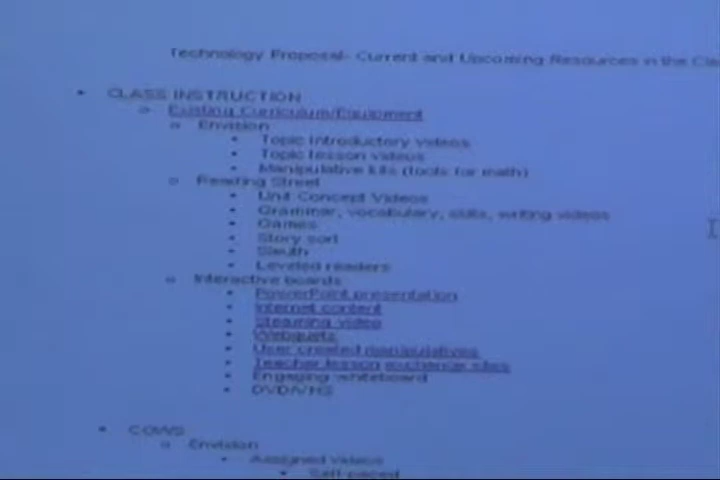 Technology Proposal- Current and Upcoming Resources in the
CLASS INSTRUCTION
Existing Curriculum/Equipment
Envision
Topic introductory videos
Topic lesson videos
Manipulative kits (tools for math)
Reading Street
Unit Concept Videos
Grammar, vocabulary, skills, writing videos
Games
Story sort
Sleuth
Leveled readers
Interactive boards
PowerPoint presentation
Internet content
Streaming video
Webquests
User created manipulatives
Teacher lesson exchange sites
Engaging whiteboard
DVD/VHS
COWS
Envision
Assigned videos
Self-paced